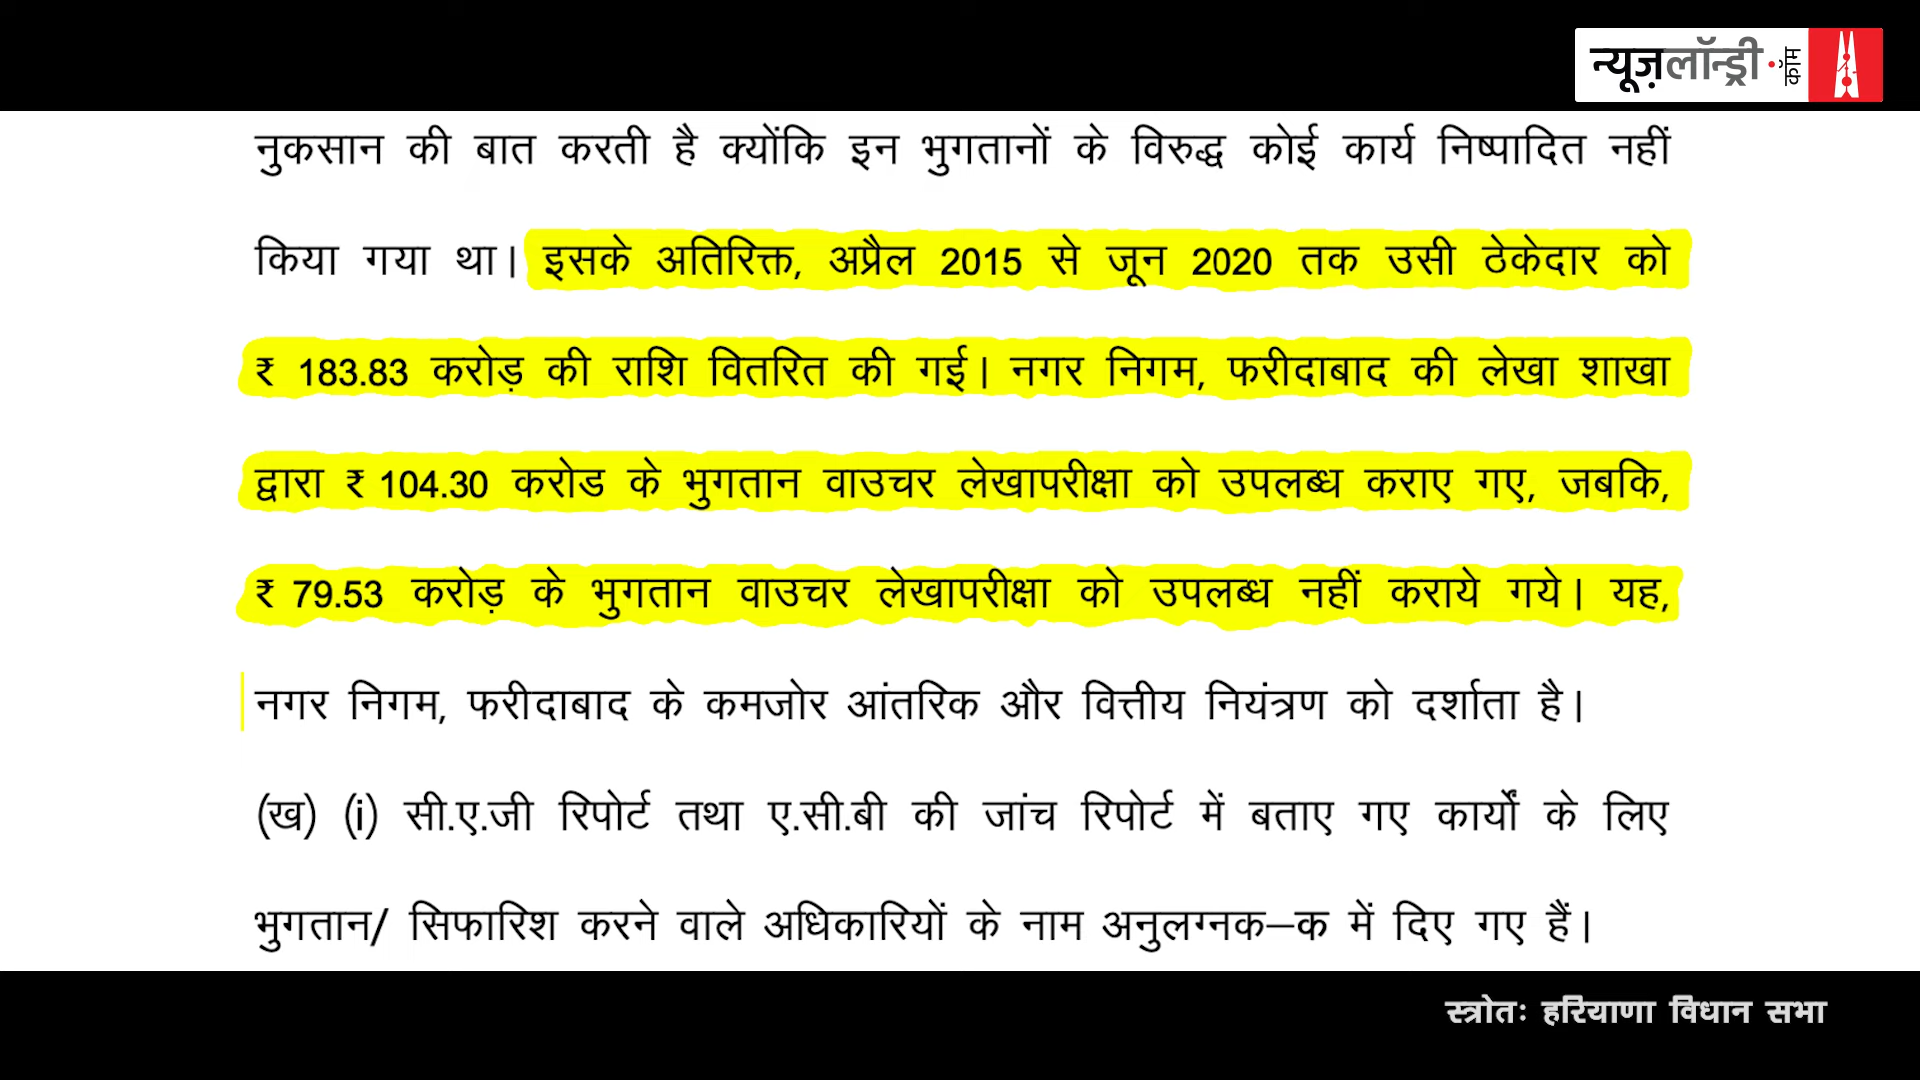 न्यूज़लॉन्ड्री.कॉम
नुकसान की बात करती है क्योंकि इन भुगतानों के विरुद्ध कोई कार्य निष्पादित नहीं
किया गया था। इसके अतिरिक्त, अप्रैल 2015 से जून 2020 तक उसी ठेकेदार को
₹ 183.83 करोड़ की राशि वितरित की गई। नगर निगम, फरीदाबाद की लेखा शाखा
द्वारा ₹ 104.30 करोड के भुगतान वाउचर लेखापरीक्षा को उपलब्ध कराए गए, जबकि,
₹ 79.53 करोड़ के भुगतान वाउचर लेखापरीक्षा को उपलब्ध नहीं कराये गये। यह,
नगर निगम, फरीदाबाद के कमजोर आंतरिक और वित्तीय नियंत्रण को दर्शाता है।
(ख) (i) सी.ए.जी रिपोर्ट तथा ए.सी.बी की जांच रिपोर्ट में बताए गए कार्यों के लिए
भुगतान/ सिफारिश करने वाले अधिकारियों के नाम अनुलग्नक–क में दिए गए हैं।
स्त्रोतः हरियाणा विधान सभा